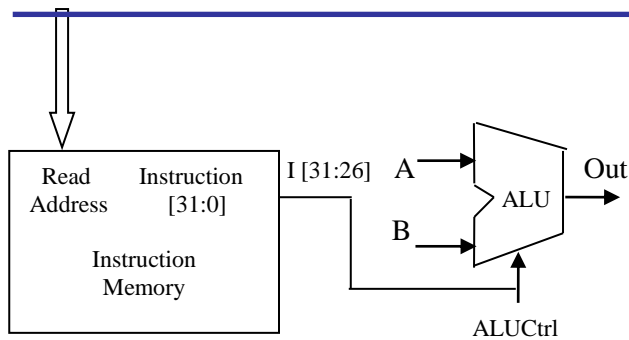 I [31:26]
A
Out
Read Instruction
Address [31:0]
ALU
B
Instruction
Memory
ALUCtrl